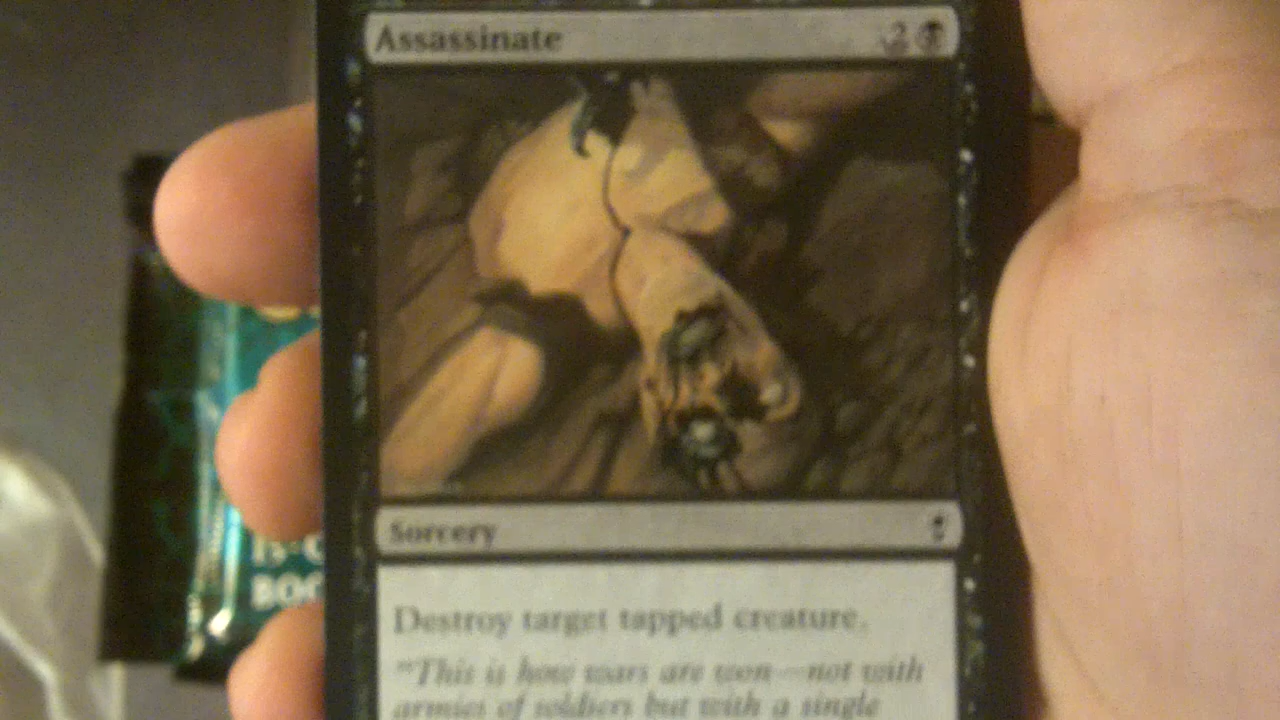 Assassinate 2
Sorcery
Destroy target tapped creature.
"This is how wars are won—not with
armies of soldiers but with a single
15-C
BOO